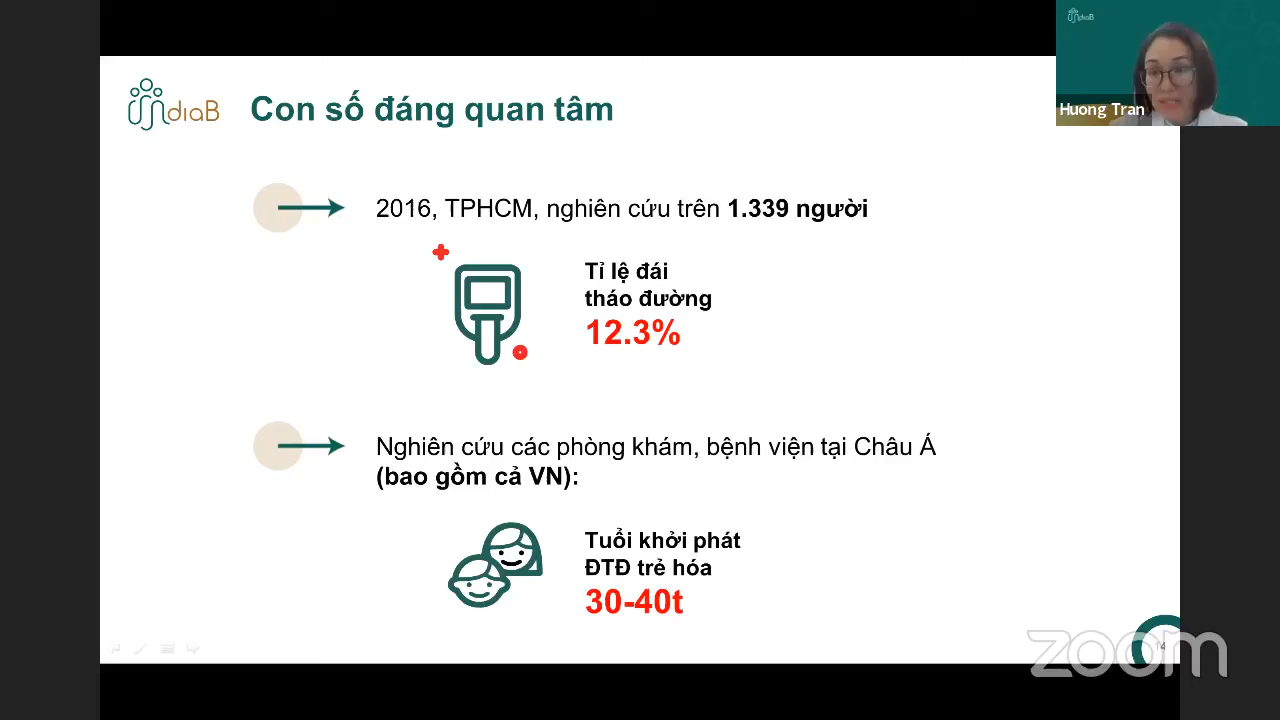 diaB
diaB
Con số đáng quan tâm
Huong Tran
2016, TPHCM, nghiên cứu trên 1.339 người
Tỉ lệ đái
tháo đường
12.3%
Nghiên cứu các phòng khám, bệnh viện tại Châu Á
(bao gồm cả VN):
Tuổi khởi phát
ĐTĐ trẻ hóa
30-40t
14
zoom